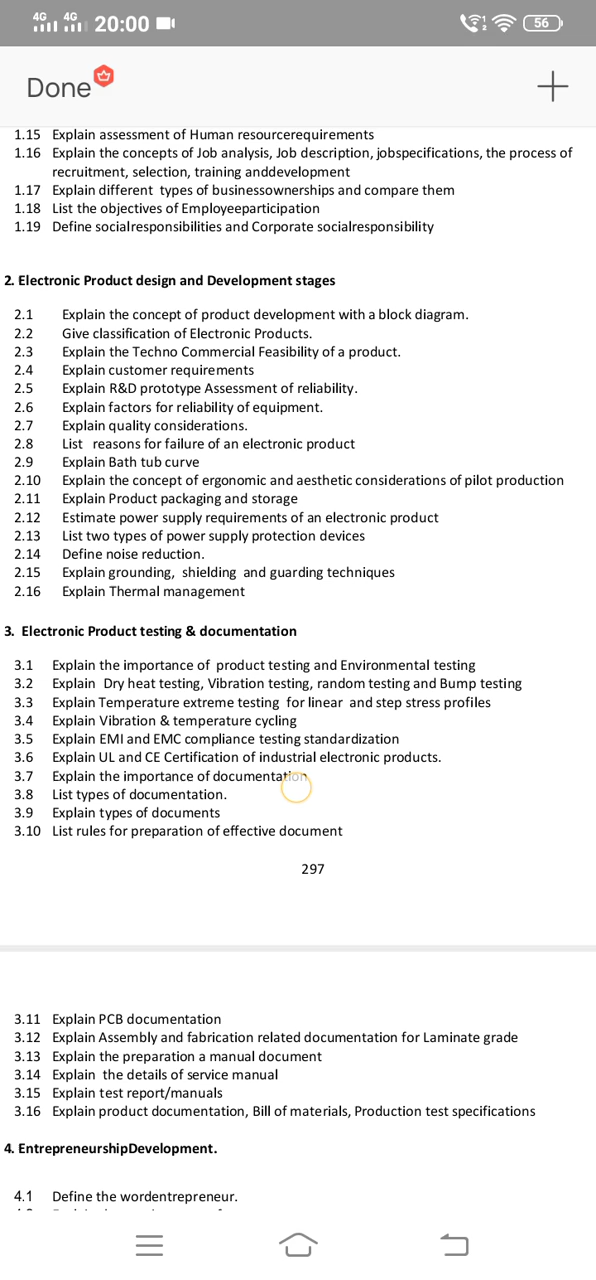 4G 4G 20:00 56
Done
1.15 Explain assessment of Human resourcerequirements
1.16 Explain the concepts of Job analysis, Job description, jobspecifications, the process of
recruitment, selection, training anddevelopment
1.17 Explain different types of businessownerships and compare them
1.18 List the objectives of Employeeparticipation
1.19 Define socialresponsibilities and Corporate socialresponsibility
2. Electronic Product design and Development stages
2.1 Explain the concept of product development with a block diagram.
2.2 Give classification of Electronic Products.
2.3 Explain the Techno Commercial Feasibility of a product.
2.4 Explain customer requirements
2.5 Explain R&D prototype Assessment of reliability.
2.6 Explain factors for reliability of equipment.
2.7 Explain quality considerations.
2.8 List reasons for failure of an electronic product
2.9 Explain Bath tub curve
2.10 Explain the concept of ergonomic and aesthetic considerations of pilot production
2.11 Explain Product packaging and storage
2.12 Estimate power supply requirements of an electronic product
2.13 List two types of power supply protection devices
2.14 Define noise reduction.
2.15 Explain grounding, shielding and guarding techniques
2.16 Explain Thermal management
3. Electronic Product testing & documentation
3.1 Explain the importance of product testing and Environmental testing
3.2 Explain Dry heat testing, Vibration testing, random testing and Bump testing
3.3 Explain Temperature extreme testing for linear and step stress profiles
3.4 Explain Vibration & temperature cycling
3.5 Explain EMI and EMC compliance testing standardization
3.6 Explain UL and CE Certification of industrial electronic products.
3.7 Explain the importance of documentation
3.8 List types of documentation.
3.9 Explain types of documents
3.10 List rules for preparation of effective document
297
3.11 Explain PCB documentation
3.12 Explain Assembly and fabrication related documentation for Laminate grade
3.13 Explain the preparation a manual document
3.14 Explain the details of service manual
3.15 Explain test report/manuals
3.16 Explain product documentation, Bill of materials, Production test specifications
4. EntrepreneurshipDevelopment.
4.1 Define the wordentrepreneur.